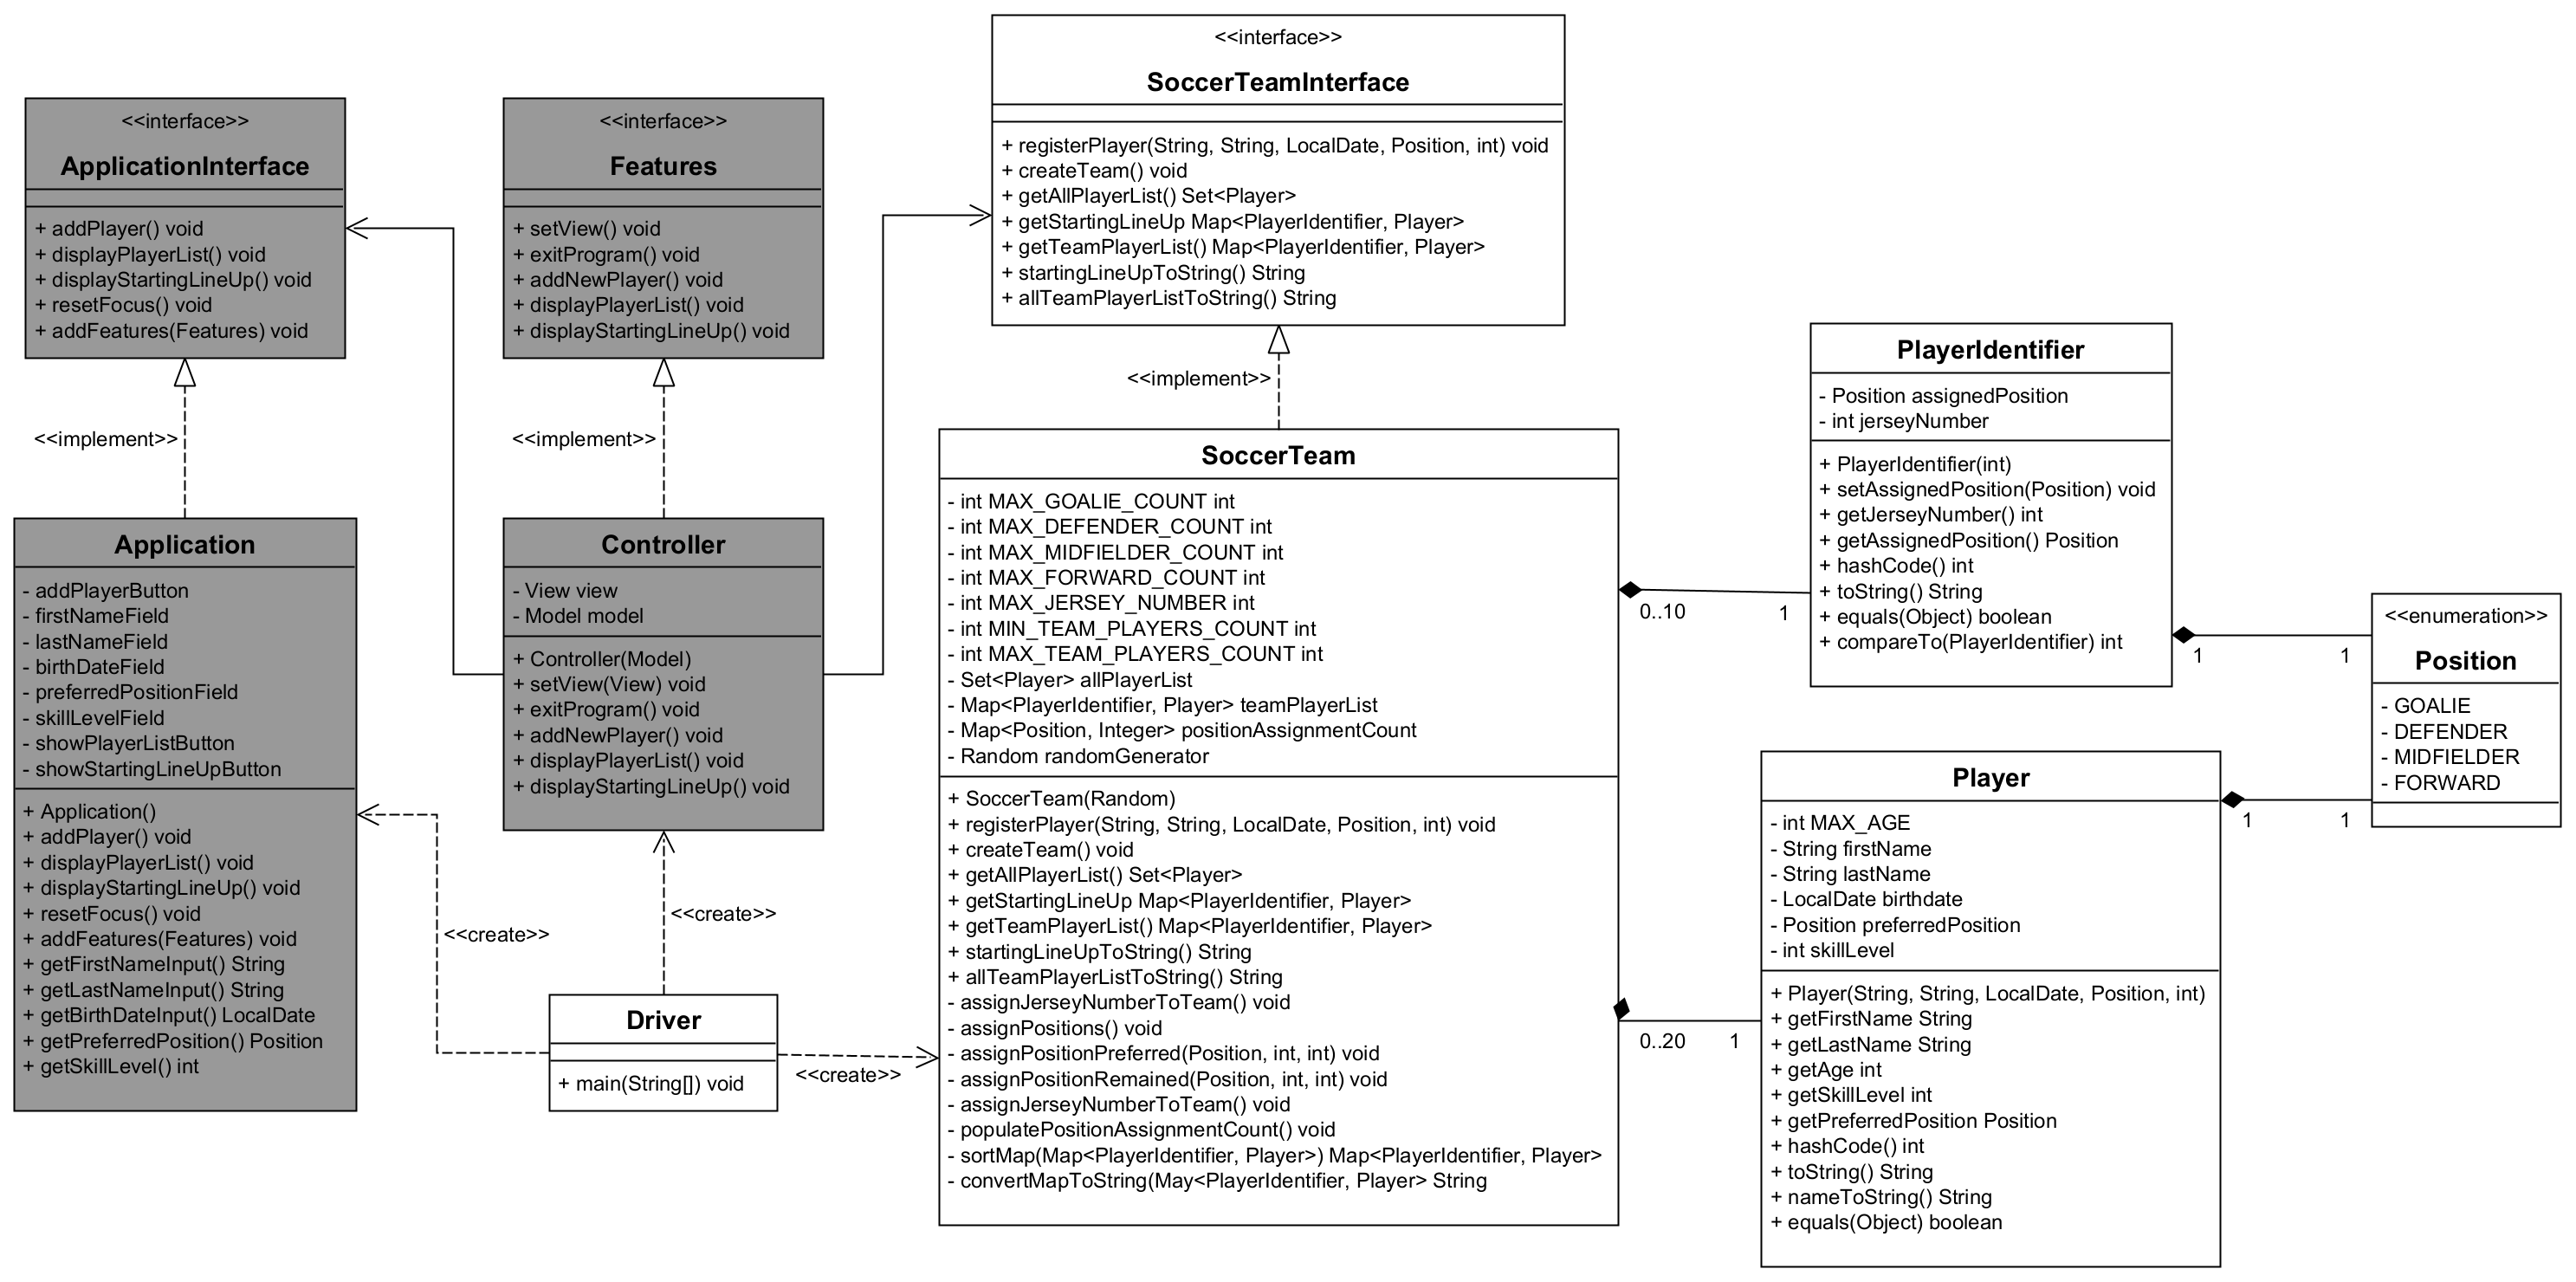 <<interface>>
ApplicationInterface
+ addPlayer() void
+ displayPlayerList() void
+ displayStartingLineUp() void
+ resetFocus() void
+ addFeatures(Features) void
<<implement>>
Application
- addPlayerButton
- firstNameField
- lastNameField
- birthDateField
- preferredPositionField
- skillLevelField
- showPlayerListButton
- showStartingLineUpButton
+ Application()
+ addPlayer() void
+ displayPlayerList() void
+ displayStartingLineUp() void
+ resetFocus() void
+ addFeatures(Features) void
+ getFirstNameInput() String
+ getLastNameInput() String
+ getBirthDateInput() LocalDate
+ getPreferredPosition() Position
+ getSkillLevel() int
<<interface>>
Features
+ setView() void
+ exitProgram() void
+ addNewPlayer() void
+ displayPlayerList() void
+ displayStartingLineUp() void
<<implement>>
Controller
- View view
- Model model
+ Controller(Model)
+ setView(View) void
+ exitProgram() void
+ addNewPlayer() void
+ displayPlayerList() void
+ displayStartingLineUp() void
<<create>>
<<create>>
Driver
+ main(String[]) void
<<create>>
<<interface>>
SoccerTeamInterface
+ registerPlayer(String, String, LocalDate, Position, int) void
+ createTeam() void
+ getAllPlayerList() Set<Player>
+ getStartingLineUp Map<PlayerIdentifier, Player>
+ getTeamPlayerList() Map<PlayerIdentifier, Player>
+ startingLineUpToString() String
+ allTeamPlayerListToString() String
<<implement>>
SoccerTeam
- int MAX_GOALIE_COUNT int
- int MAX_DEFENDER_COUNT int
- int MAX_MIDFIELDER_COUNT int
- int MAX_FORWARD_COUNT int
- int MAX_JERSEY_NUMBER int
- int MIN_TEAM_PLAYERS_COUNT int
- int MAX_TEAM_PLAYERS_COUNT int
- Set<Player> allPlayerList
- Map<PlayerIdentifier, Player> teamPlayerList
- Map<Position, Integer> positionAssignmentCount
- Random randomGenerator
+ SoccerTeam(Random)
+ registerPlayer(String, String, LocalDate, Position, int) void
+ createTeam() void
+ getAllPlayerList() Set<Player>
+ getStartingLineUp Map<PlayerIdentifier, Player>
+ getTeamPlayerList() Map<PlayerIdentifier, Player>
+ startingLineUpToString() String
+ allTeamPlayerListToString() String
- assignJerseyNumberToTeam() void
- assignPositions() void
- assignPositionPreferred(Position, int, int) void
- assignPositionRemained(Position, int, int) void
- assignJerseyNumberToTeam() void
- populatePositionAssignmentCount() void
- sortMap(Map<PlayerIdentifier, Player>) Map<PlayerIdentifier, Player>
- convertMapToString(May<PlayerIdentifier, Player> String
0..10 1
0..20 1
PlayerIdentifier
- Position assignedPosition
- int jerseyNumber
+ PlayerIdentifier(int)
+ setAssignedPosition(Position) void
+ getJerseyNumber() int
+ getAssignedPosition() Position
+ hashCode() int
+ toString() String
+ equals(Object) boolean
+ compareTo(PlayerIdentifier) int
1 1
Player
- int MAX_AGE
- String firstName
- String lastName
- LocalDate birthdate
- Position preferredPosition
- int skillLevel
+ Player(String, String, LocalDate, Position, int)
+ getFirstName String
+ getLastName String
+ getAge int
+ getSkillLevel int
+ getPreferredPosition Position
+ hashCode() int
+ toString() String
+ nameToString() String
+ equals(Object) boolean
1 1
<<enumeration>>
Position
- GOALIE
- DEFENDER
- MIDFIELDER
- FORWARD